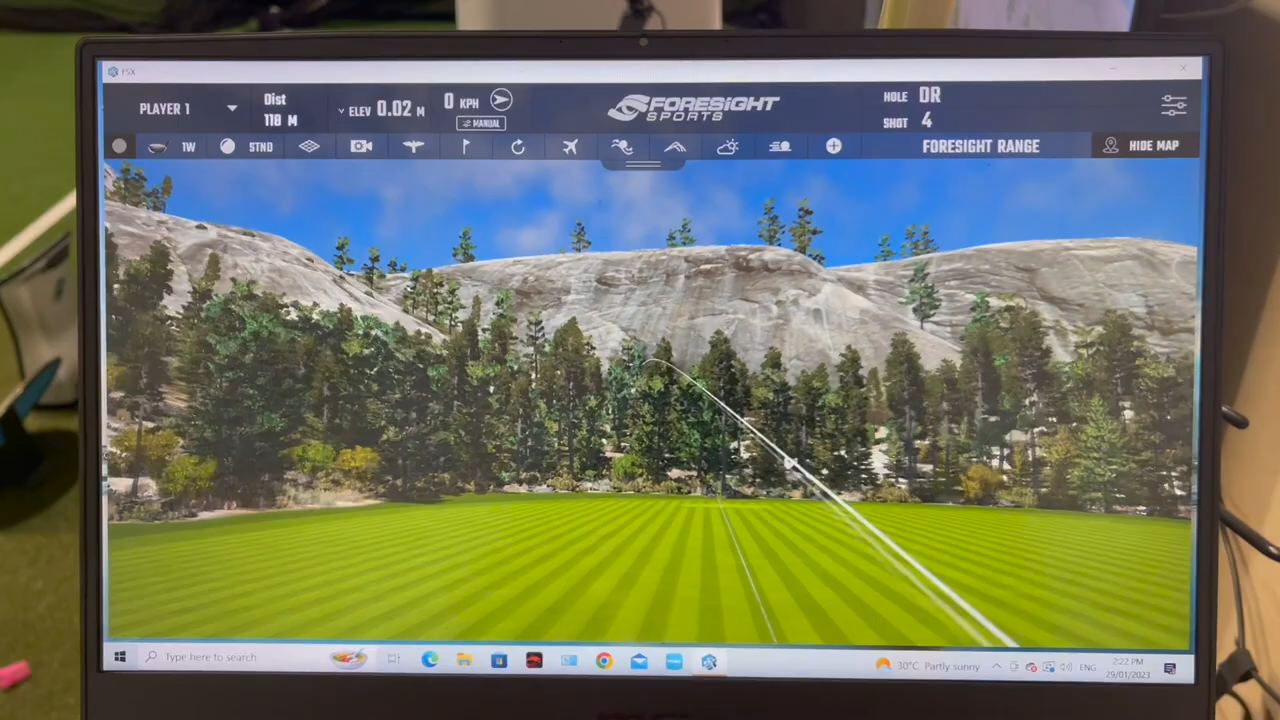 FSX
PLAYER 1
Dist
118 M
ELEV 0.02 M
0 KPH
MANUAL
FORESIGHT
SPORTS
HOLE DR
SHOT 4
1W
STND
FORESIGHT RANGE
HIDE MAP
Type here to search
30°C Partly sunny
ENG
2:22 PM
29/01/2023